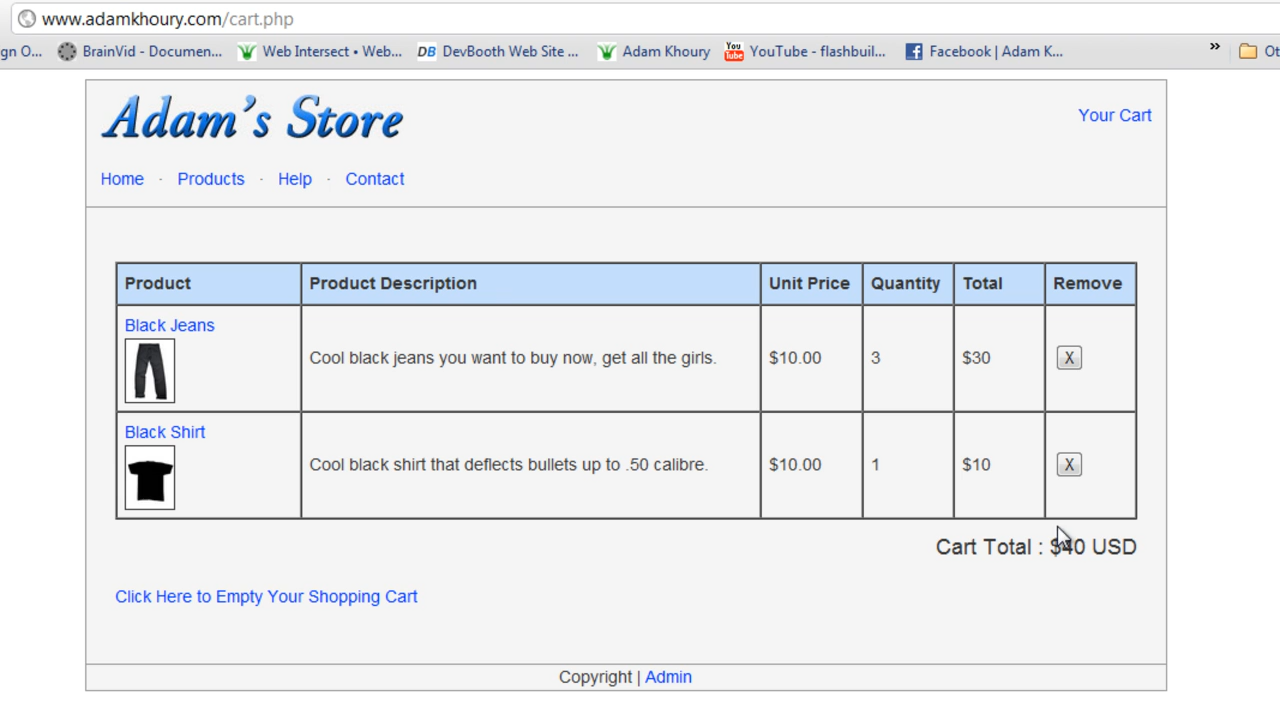 www.adamkhoury.com/cart.php
gn O... BrainVid - Documen... Web Intersect • Web... DB DevBooth Web Site ... Adam Khoury You Tube YouTube - flashbuil... f Facebook | Adam K... » Ot
Adam's Store
Your Cart
Home · Products · Help · Contact
Product Product Description Unit Price Quantity Total Remove
Black Jeans
Cool black jeans you want to buy now, get all the girls. $10.00 3 $30 X
Black Shirt
Cool black shirt that deflects bullets up to .50 calibre. $10.00 1 $10 X
Cart Total : $40 USD
Click Here to Empty Your Shopping Cart
Copyright | Admin